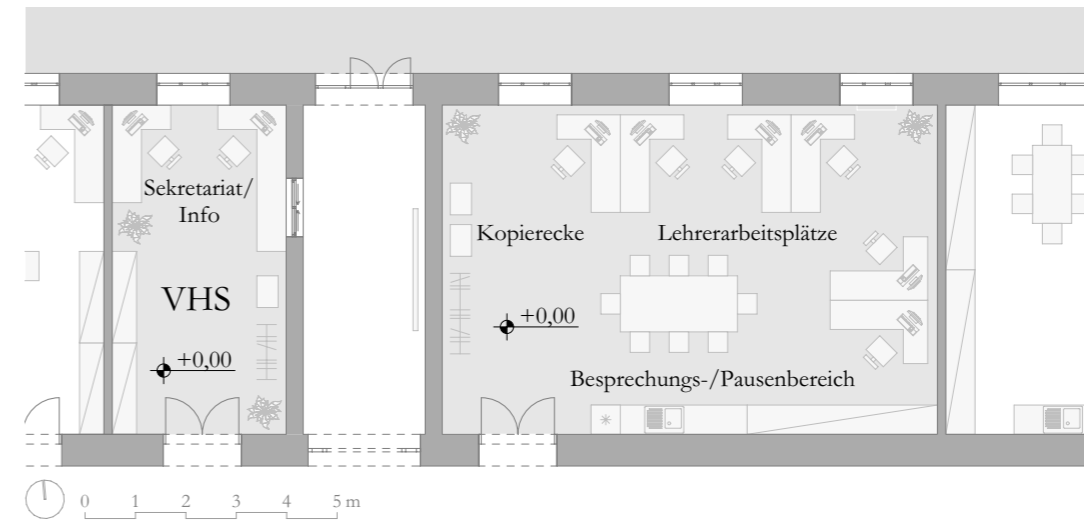 Sekretariat/
Info
VHS
+0,00
Kopierecke
Lehrerarbeitsplätze
+0,00
Besprechungs-/Pausenbereich
0 1 2 3 4 5 m